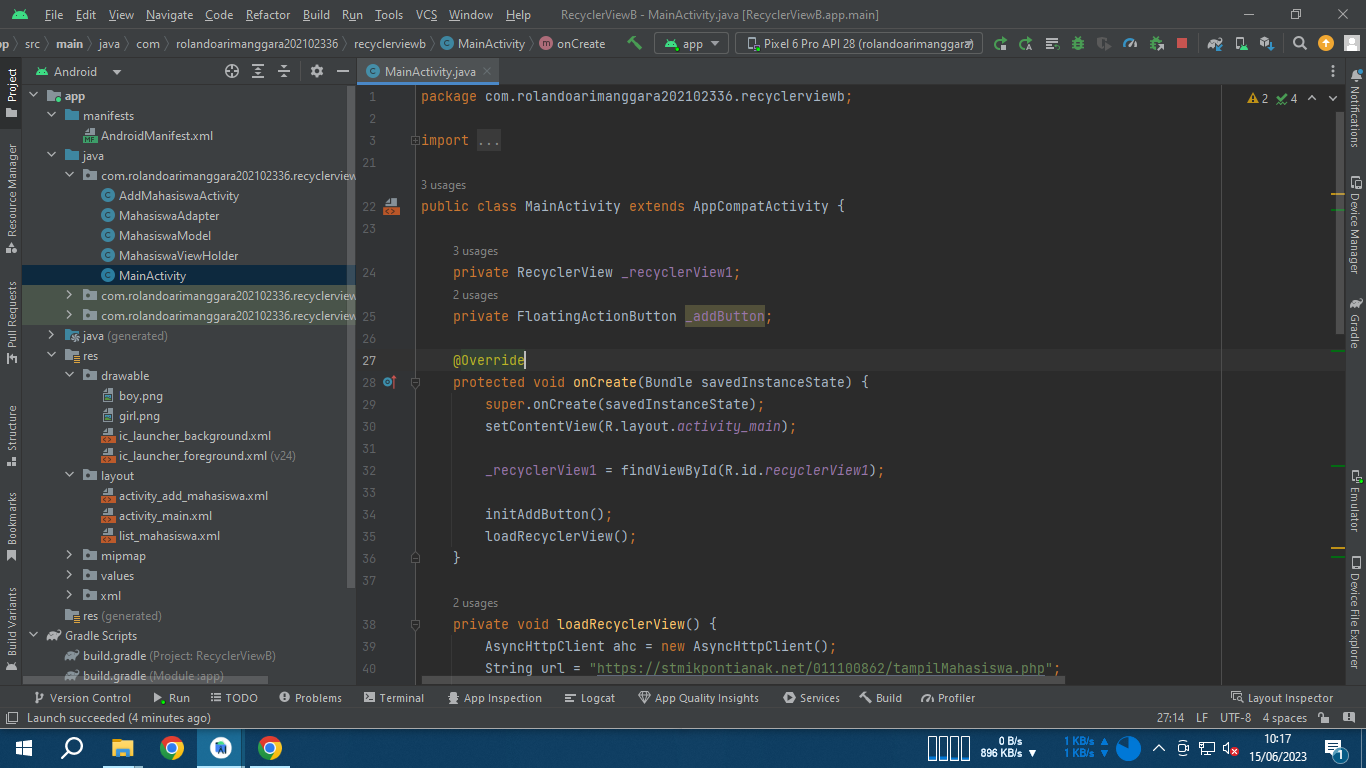 File Edit View Navigate Code Refactor Build Run Tools VCS Window Help RecyclerViewB - MainActivity.java [RecyclerViewB.app.main]
src main java com rolandoarimanggara202102336 recyclerviewb MainActivity onCreate app Pixel 6 Pro API 28 (rolandoarimanggara)
Android MainActivity.java
Project
Resource Manager
Pull Requests
Structure
Bookmarks
Build Variants
app
manifests
AndroidManifest.xml
java
com.rolandoarimanggara202102336.recyclerview
AddMahasiswaActivity
MahasiswaAdapter
MahasiswaModel
MahasiswaViewHolder
MainActivity
com.rolandoarimanggara202102336.recyclerview
com.rolandoarimanggara202102336.recyclerview
java (generated)
res
drawable
boy.png
girl.png
ic_launcher_background.xml
ic_launcher_foreground.xml (v24)
layout
activity_add_mahasiswa.xml
activity_main.xml
list_mahasiswa.xml
mipmap
values
xml
res (generated)
Gradle Scripts
build.gradle (Project: RecyclerViewB)
build.gradle (Module :app)
2 4
1 package com.rolandoarimanggara202102336.recyclerviewb;
2
3 import ...
21
3 usages
22 public class MainActivity extends AppCompatActivity {
23
3 usages
24 private RecyclerView _recyclerView1;
2 usages
25 private FloatingActionButton _addButton;
26
27 @Override
28 protected void onCreate(Bundle savedInstanceState) {
29 super.onCreate(savedInstanceState);
30 setContentView(R.layout.activity_main);
31
32 _recyclerView1 = findViewById(R.id.recyclerView1);
33
34 initAddButton();
35 loadRecyclerView();
36 }
37
2 usages
38 private void loadRecyclerView() {
39 AsyncHttpClient ahc = new AsyncHttpClient();
40 String url = "https://stmikpontianak.net/011100862/tampilMahasiswa.php";
Notifications
Device Manager
Gradle
Emulator
Device File Explorer
Version Control Run TODO Problems Terminal App Inspection Logcat App Quality Insights Services Build Profiler Layout Inspector
Launch succeeded (4 minutes ago) 27:14 LF UTF-8 4 spaces
0 B/s 1 KB/s 10:17
896 KB/s 1 KB/s 15/06/2023
1